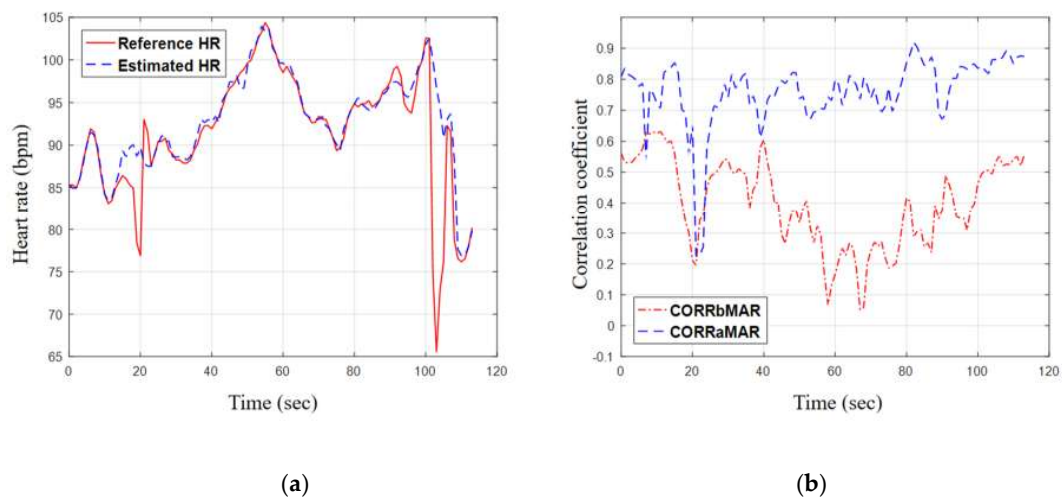 105
100
95
90
85
80
75
70
65
Heart rate (bpm)
Reference HR
Estimated HR
0 20 40 60 80 100 120
Time (sec)
(a)
0.9
0.8
0.7
0.6
0.5
0.4
0.3
0.2
0.1
0
-0.1
Correlation coefficient
CORRbMAR
CORRaMAR
0 20 40 60 80 100 120
Time (sec)
(b)